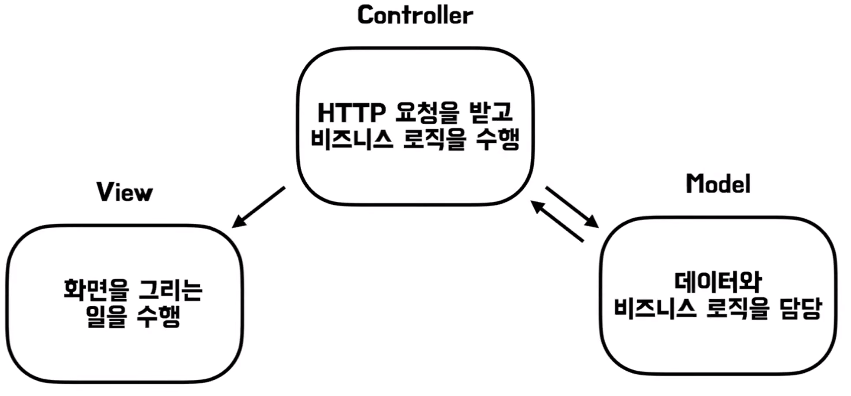 Controller
HTTP 요청을 받고
비즈니스 로직을 수행
View
화면을 그리는
일을 수행
Model
데이터와
비즈니스 로직을 담당